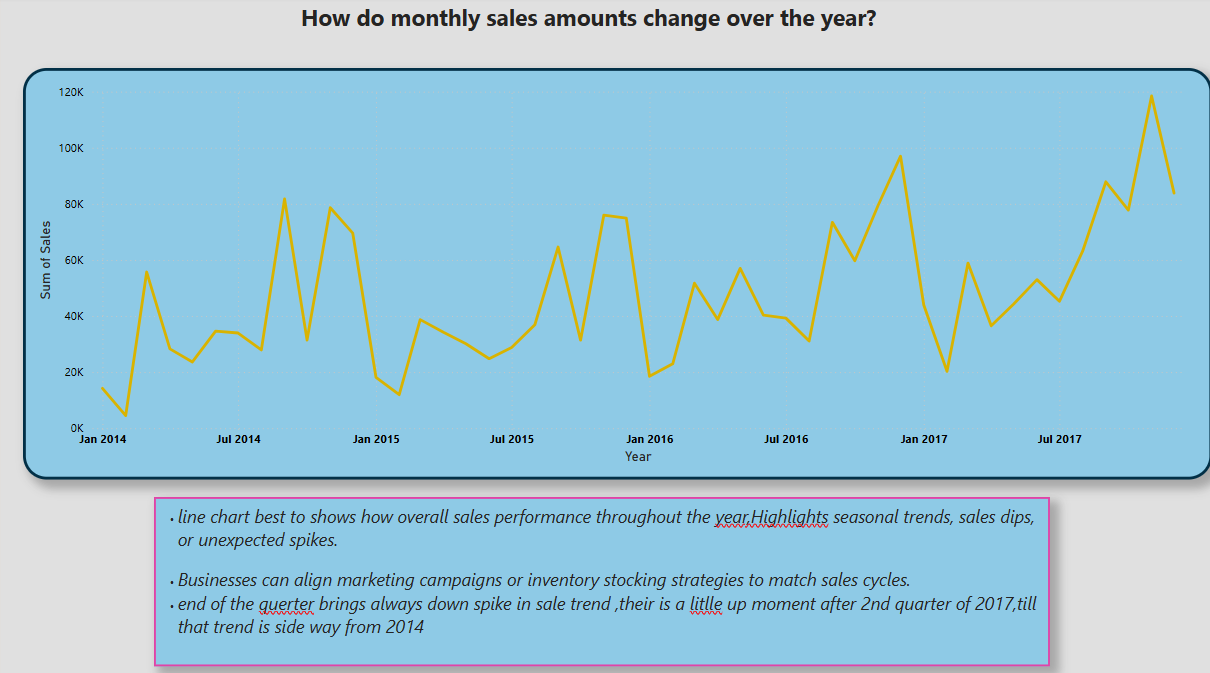 How do monthly sales amounts change over the year?
120K
100K
80K
60K
40K
20K
0K
Sum of Sales
Jan 2014 Jul 2014 Jan 2015 Jul 2015 Jan 2016 Jul 2016 Jan 2017 Jul 2017
Year
• line chart best to shows how overall sales performance throughout the year,Highlights seasonal trends, sales dips,
or unexpected spikes.
• Businesses can align marketing campaigns or inventory stocking strategies to match sales cycles.
• end of the querter brings always down spike in sale trend ,their is a litlle up moment after 2nd quarter of 2017,till
that trend is side way from 2014